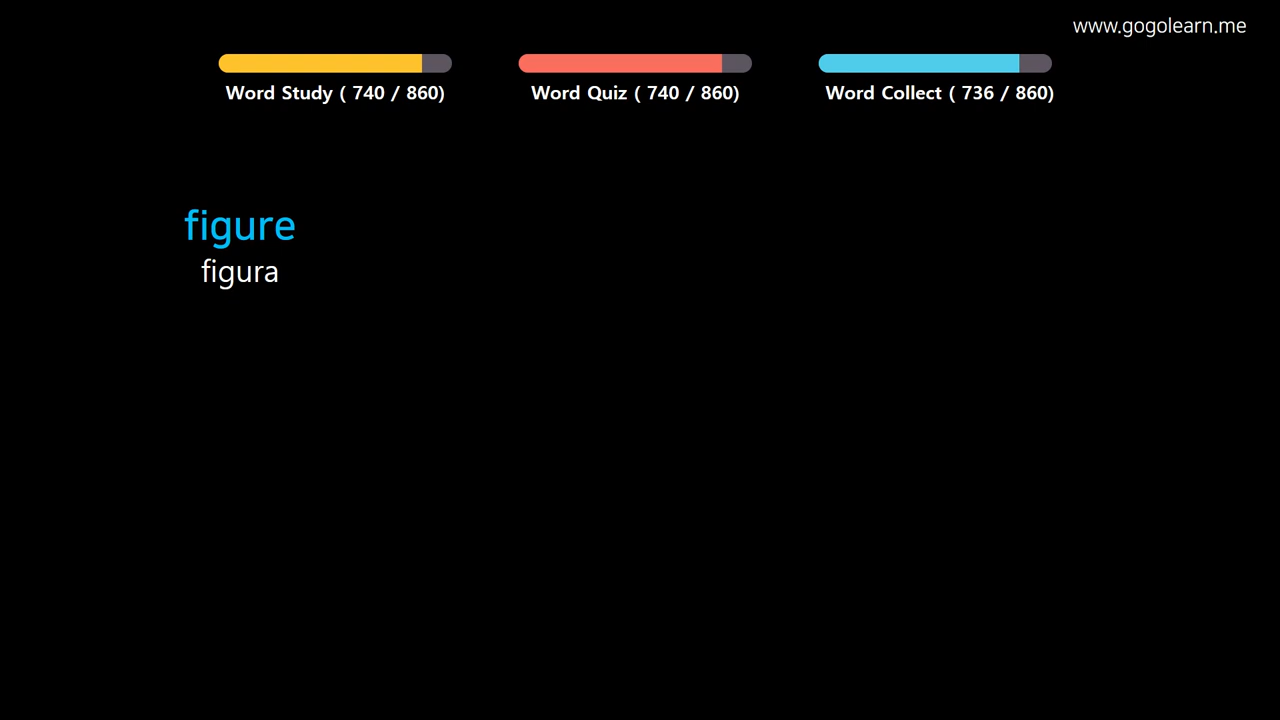 www.gogolearn.me
Word Study ( 740 / 860)
Word Quiz ( 740 / 860)
Word Collect ( 736 / 860)
figure
figura